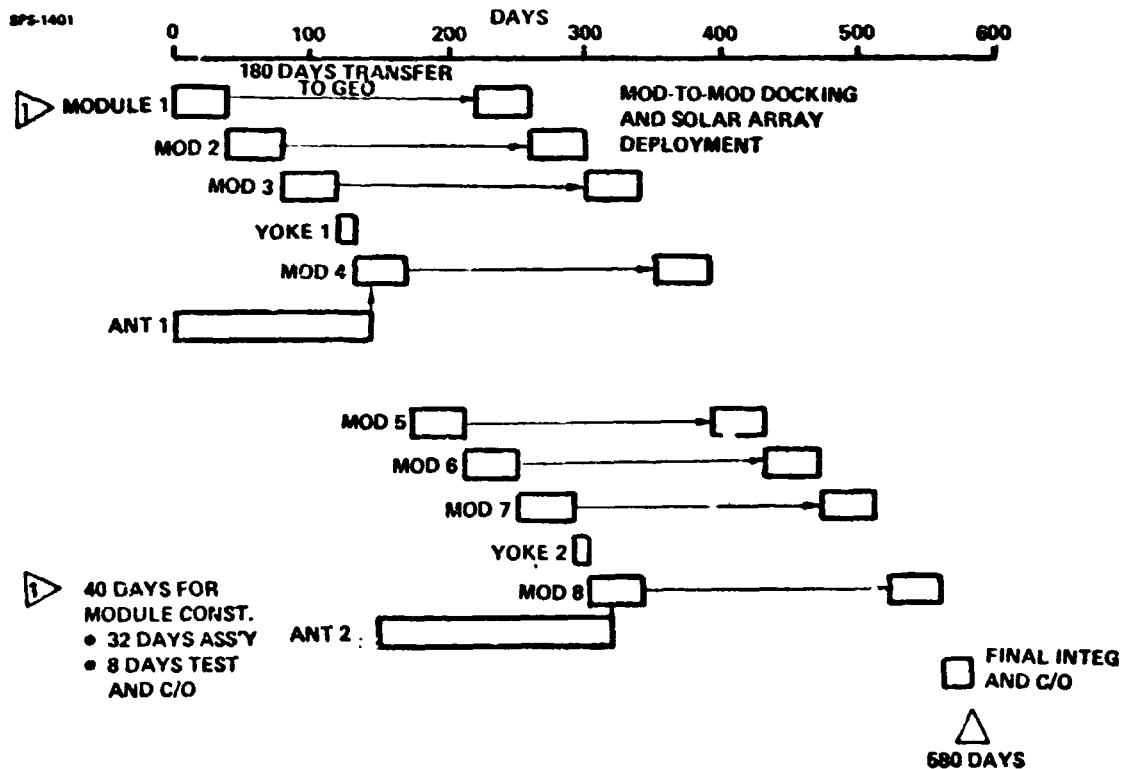 SPS-1401
DAYS
0 100 200 300 400 500 600
180 DAYS TRANSFER
TO GEO
1 MODULE 1
MOD-TO-MOD DOCKING
AND SOLAR ARRAY
DEPLOYMENT
MOD 2
MOD 3
YOKE 1
MOD 4
ANT 1
MOD 5
MOD 6
MOD 7
YOKE 2
MOD 8
1 40 DAYS FOR
MODULE CONST.
• 32 DAYS ASS'Y
• 8 DAYS TEST
AND C/O
ANT 2
FINAL INTEG
AND C/O
580 DAYS